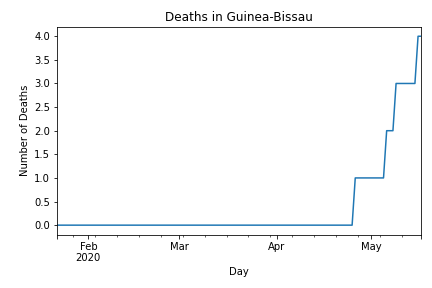 Deaths in Guinea-Bissau
4.0
3.5
3.0
2.5
2.0
1.5
1.0
0.5
0.0
Number of Deaths
Feb
2020
Mar
Apr
May
Day